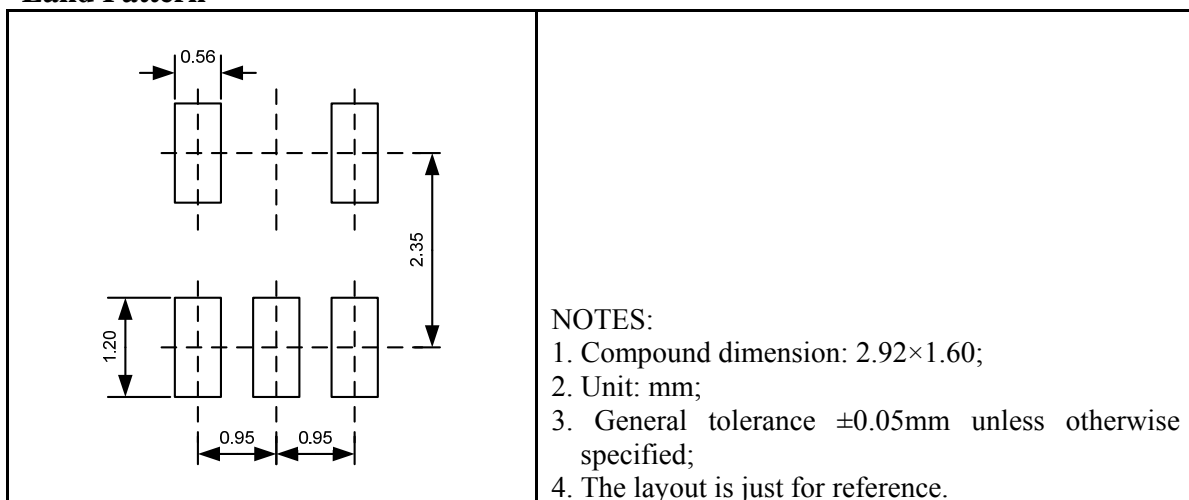 Land Pattern
0.56
2.35
1.20
0.95 0.95
NOTES:
1. Compound dimension: 2.92×1.60;
2. Unit: mm;
3. General tolerance ±0.05mm unless otherwise
specified;
4. The layout is just for reference.